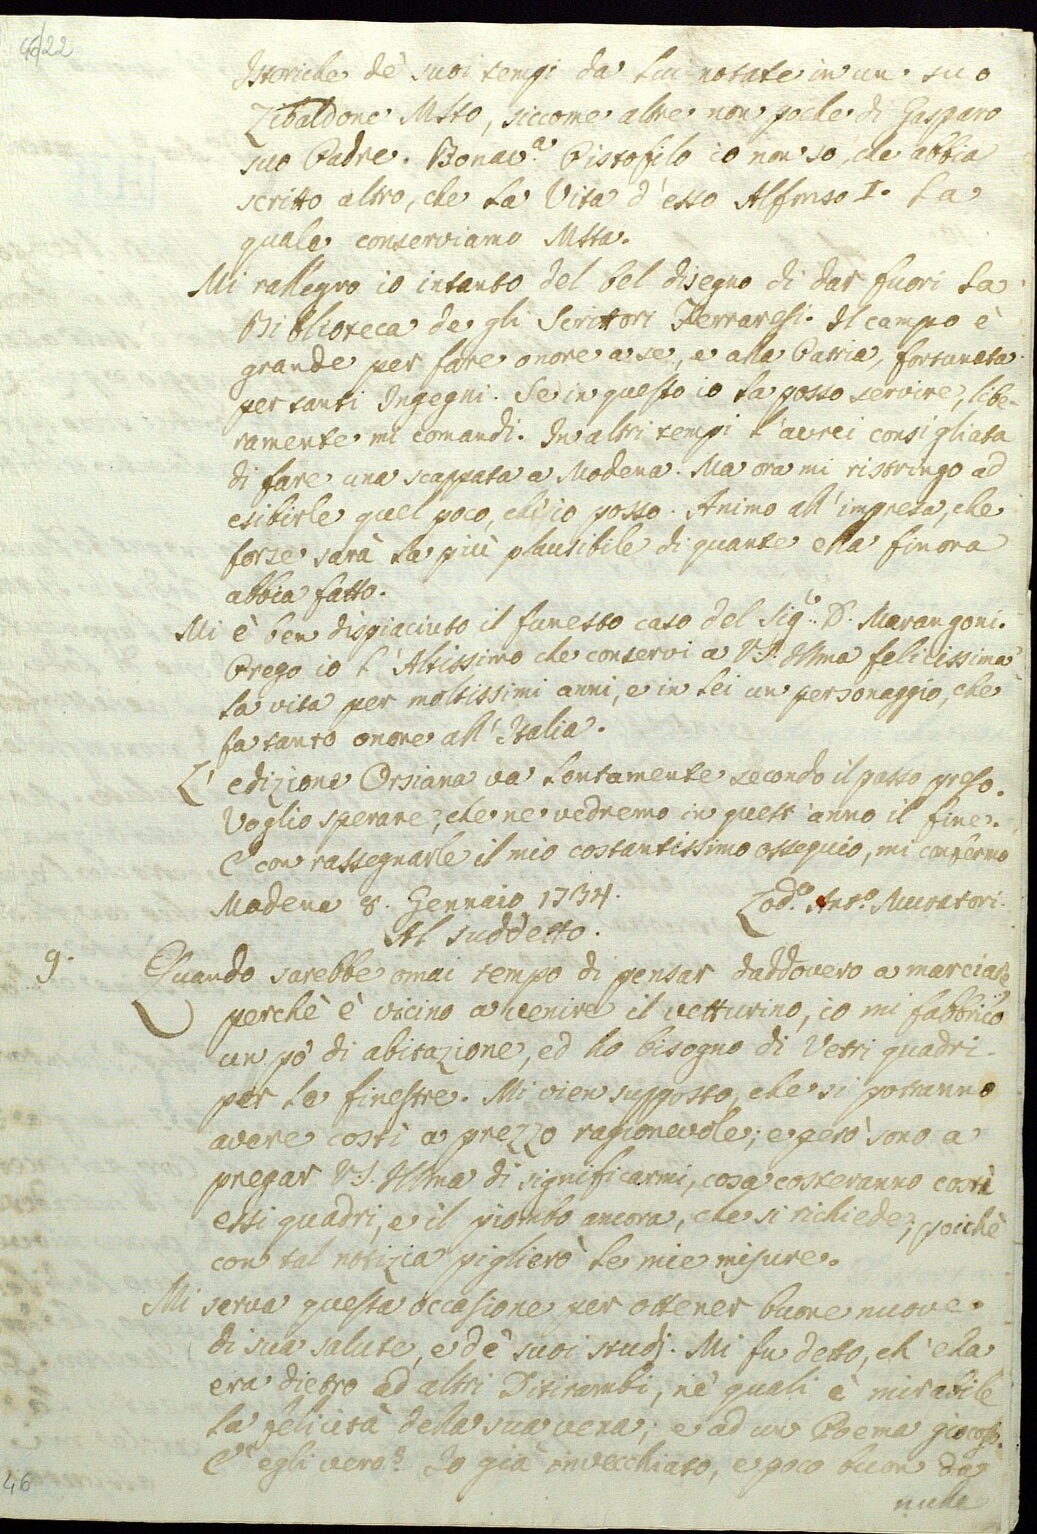 46/22
Istoriche de' suoi tempi da lui notate in un suo
Zibaldone Msto, siccome altre non poche di Gasparo
suo Padre. Bonav.a Pistofilo io non so, che abbia
scritto altro, che la Vita d'esso Alfonso I. la
quale conserviamo Msta.
Mi rallegro io intanto del bel disegno di dar fuori la
Biblioteca de gli Scrittori Ferraresi. Il campo è
grande per fare onore a se, e alla Patria, fortunata
per tanti Ingegni. Se in questo io la posso servire, libe-
ramente mi comandi. In altri tempi l'avrei consigliata
di fare una scappata a Modena. Ma ora mi ristringo ad
esibirle quel poco, ch'io posso. Animo all'impresa, che
forse sarà la più plausibile di quante ella finora
abbia fatto.
Mi è ben dispiaciuto il funesto caso del Sig.r D. Marangoni.
Prego io l'Altissimo che conservi a V.S. Illma felicissima
la vita per moltissimi anni, e in lei un personaggio, che
fa tanto onore all'Italia.
L'edizione Orsiana va lentamente secondo il passo preso.
Voglio sperare, che ne vedremo in quest'anno il fine.
E con rassegnarle il mio costantissimo ossequio, mi confermo
Modena 8. Gennaio 1734. Lod.o Ant.o Muratori.
Al suddetto.
9. Quando sarebbe omai tempo di pensar daddovero a marciare
perchè è vicino a venire il vetturino, io mi fabbrico
un pò di abitazione, ed ho bisogno di Vetri quadri
per le finestre. Mi vien supposto, che si potranno
avere costì a prezzo ragionevole; e però sono a
pregar V.S. Illma di significarmi, cosa costeranno costì
essi quadri, e il piombo ancora, che si richiede; poichè
con tal notizia piglierò le mie misure.
Mi serva questa occasione per ottener buone nuove
di sua salute, e de' suoi studj. Mi fu detto, ch'ella
era dietro ad altri Ditirambi, ne' quali è mirabile
la felicità della sua vena; e ad un Poema giocoso.
E' egli vero? Io già invecchiato, e poco buon da
nulla
46